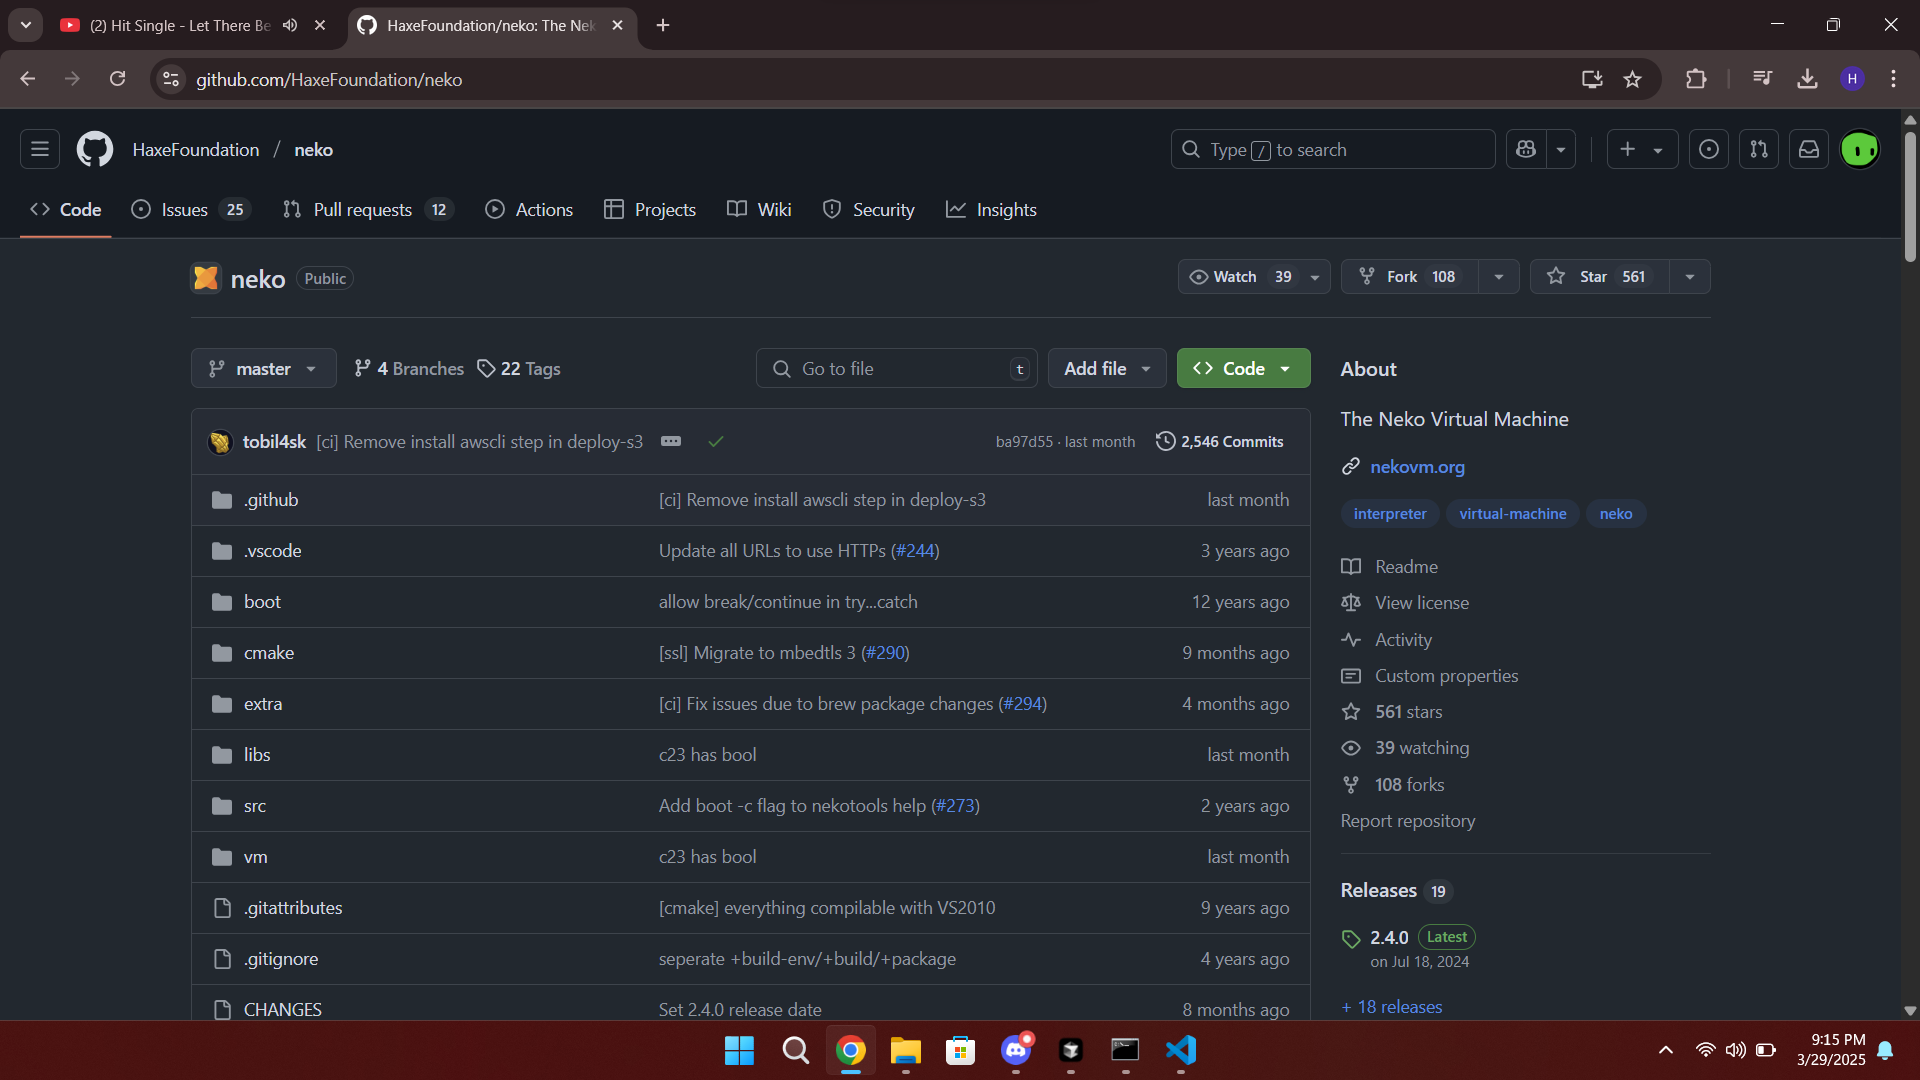 (2) Hit Single - Let There Be
HaxeFoundation/neko: The Nek
github.com/HaxeFoundation/neko
H
HaxeFoundation / neko
Type / to search
Code
Issues 25
Pull requests 12
Actions
Projects
Wiki
Security
Insights
neko Public
Watch 39
Fork 108
Star 561
master
4 Branches
22 Tags
Go to file t
Add file
Code
tobil4sk [ci] Remove install awscli step in deploy-s3
ba97d55 · last month
2,546 Commits
.github [ci] Remove install awscli step in deploy-s3 last month
.vscode Update all URLs to use HTTPs (#244) 3 years ago
boot allow break/continue in try...catch 12 years ago
cmake [ssl] Migrate to mbedtls 3 (#290) 9 months ago
extra [ci] Fix issues due to brew package changes (#294) 4 months ago
libs c23 has bool last month
src Add boot -c flag to nekotools help (#273) 2 years ago
vm c23 has bool last month
.gitattributes [cmake] everything compilable with VS2010 9 years ago
.gitignore seperate +build-env/+build/+package 4 years ago
CHANGES Set 2.4.0 release date 8 months ago
About
The Neko Virtual Machine
nekovm.org
interpreter virtual-machine neko
Readme
View license
Activity
Custom properties
561 stars
39 watching
108 forks
Report repository
Releases 19
2.4.0 Latest
on Jul 18, 2024
+ 18 releases
9:15 PM
3/29/2025